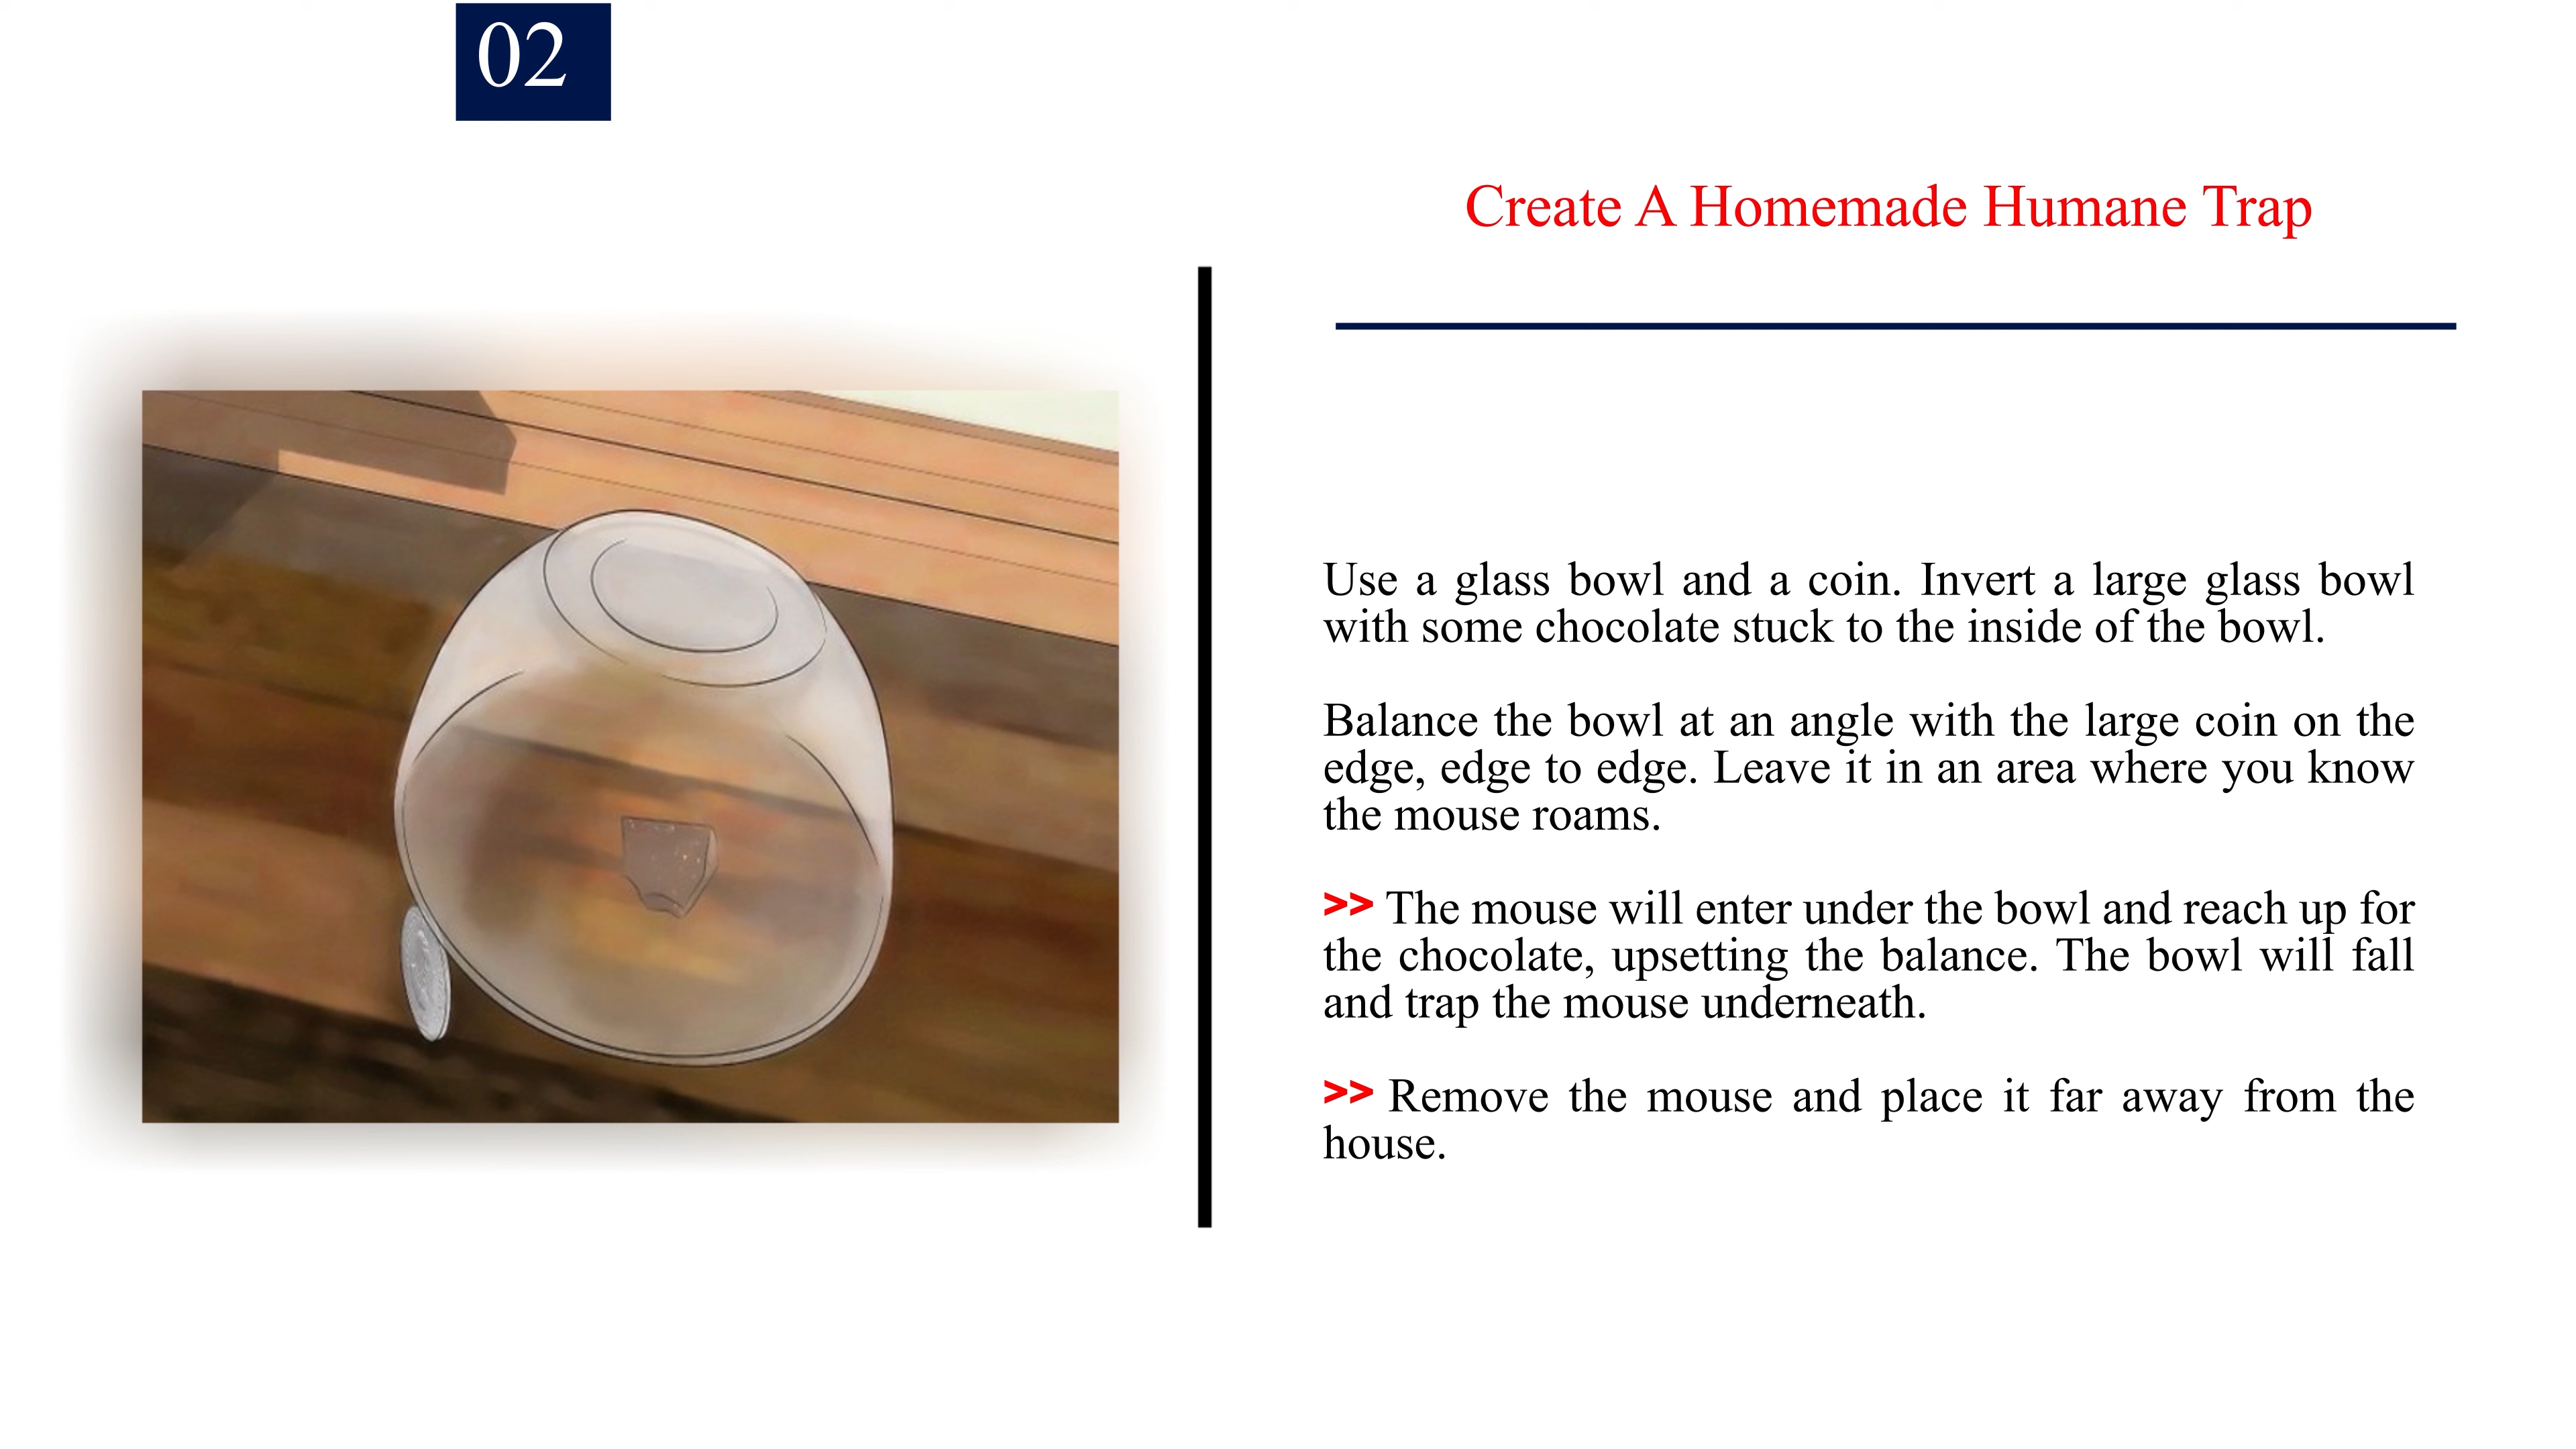 02
Create A Homemade Humane Trap
Use a glass bowl and a coin. Invert a large glass bowl
with some chocolate stuck to the inside of the bowl.
Balance the bowl at an angle with the large coin on the
edge, edge to edge. Leave it in an area where you know
the mouse roams.
>> The mouse will enter under the bowl and reach up for
the chocolate, upsetting the balance. The bowl will fall
and trap the mouse underneath.
>> Remove the mouse and place it far away from the
house.